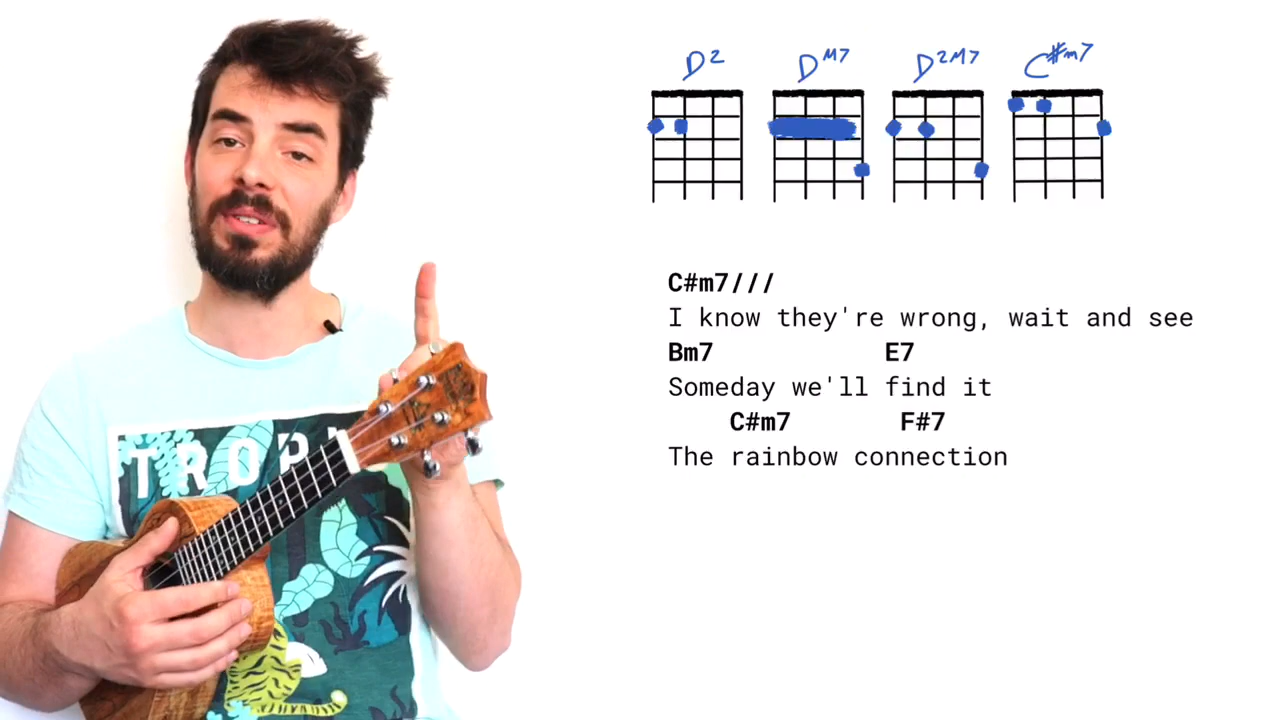 D2 DM7 D2M7 C#m7
C#m7///
I know they're wrong, wait and see
Bm7 E7
Someday we'll find it
C#m7 F#7
The rainbow connection
TROPI